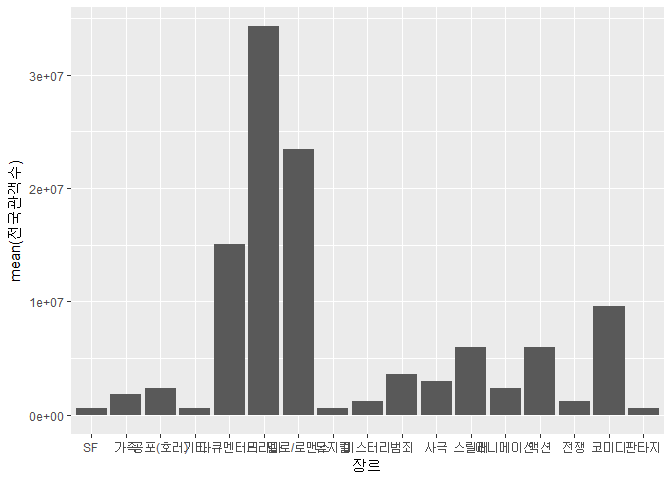 mean(전국관객수)
3e+07
2e+07
1e+07
0e+00
SF 가족 공포(호러) 기타 다큐멘터리 드라마 멜로/로맨스 뮤지컬 미스터리 범죄 사극 스릴러 애니메이션 액션 전쟁 코미디 판타지
장르